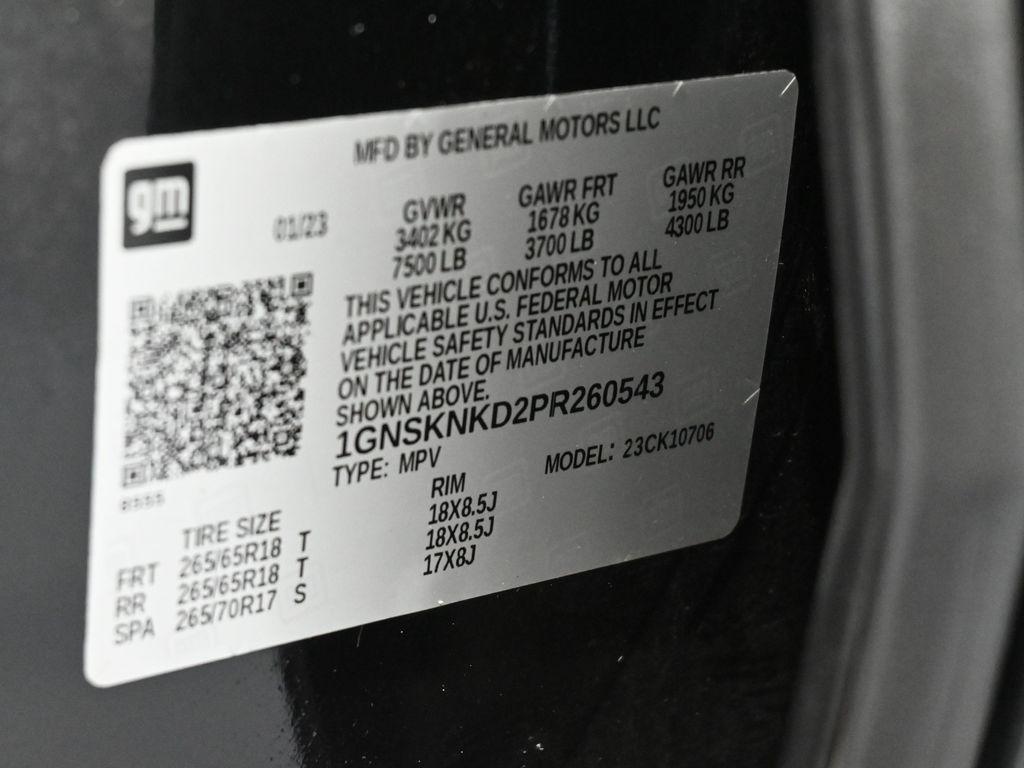 MFD BY GENERAL MOTORS LLC
gm
01/23
GVWR GAWR FRT GAWR RR
3402 KG 1678 KG 1950 KG
7500 LB 3700 LB 4300 LB
THIS VEHICLE CONFORMS TO ALL
APPLICABLE U.S. FEDERAL MOTOR
VEHICLE SAFETY STANDARDS IN EFFECT
ON THE DATE OF MANUFACTURE
SHOWN ABOVE.
1GNSKNKD2PR260543
TYPE: MPV MODEL: 23CK10706
TIRE SIZE RIM
FRT 265/65R18 T 18X8.5J
RR 265/65R18 T 18X8.5J
SPA 265/70R17 S 17X8J